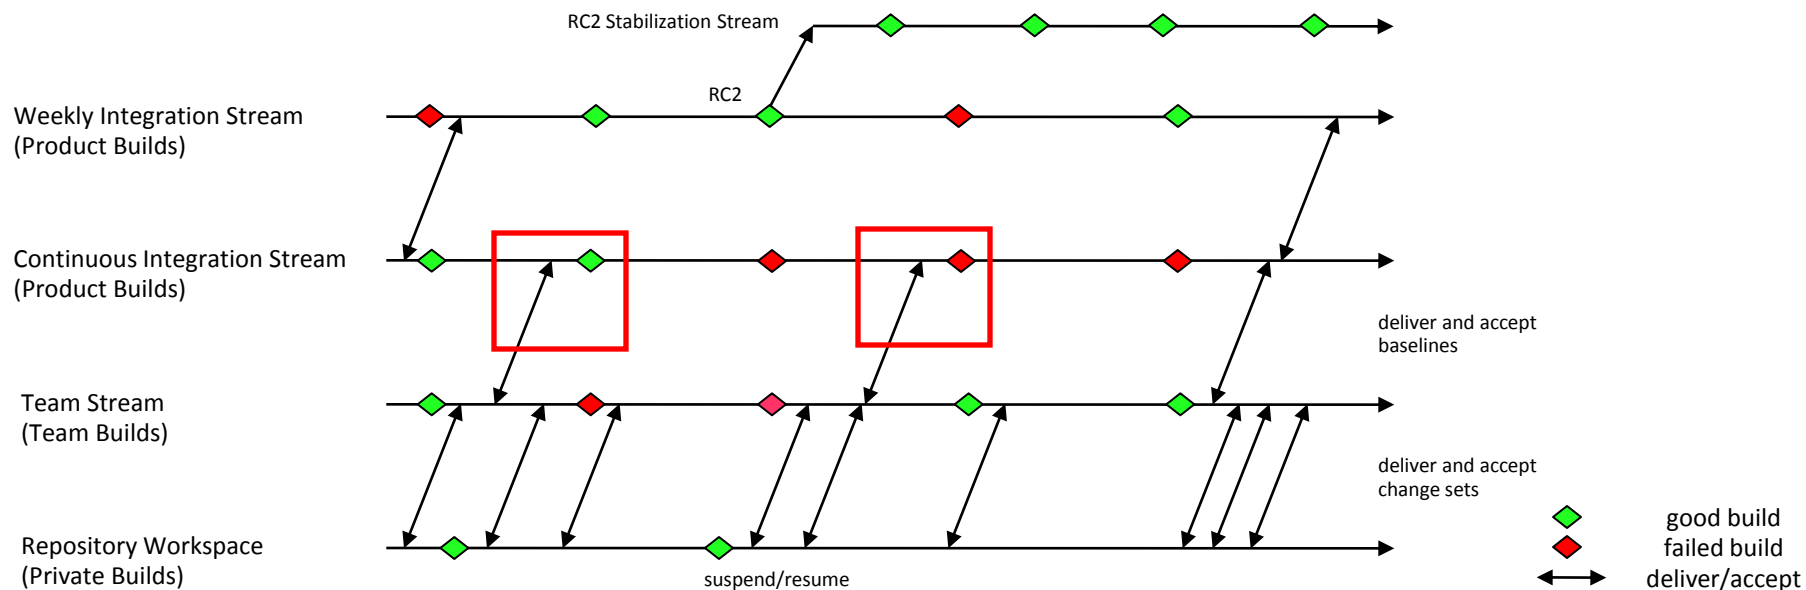 RC2 Stabilization Stream
RC2
Weekly Integration Stream
(Product Builds)
Continuous Integration Stream
(Product Builds)
deliver and accept
baselines
Team Stream
(Team Builds)
deliver and accept
change sets
good build
Repository Workspace
(Private Builds)
failed build
suspend/resume
deliver/accept